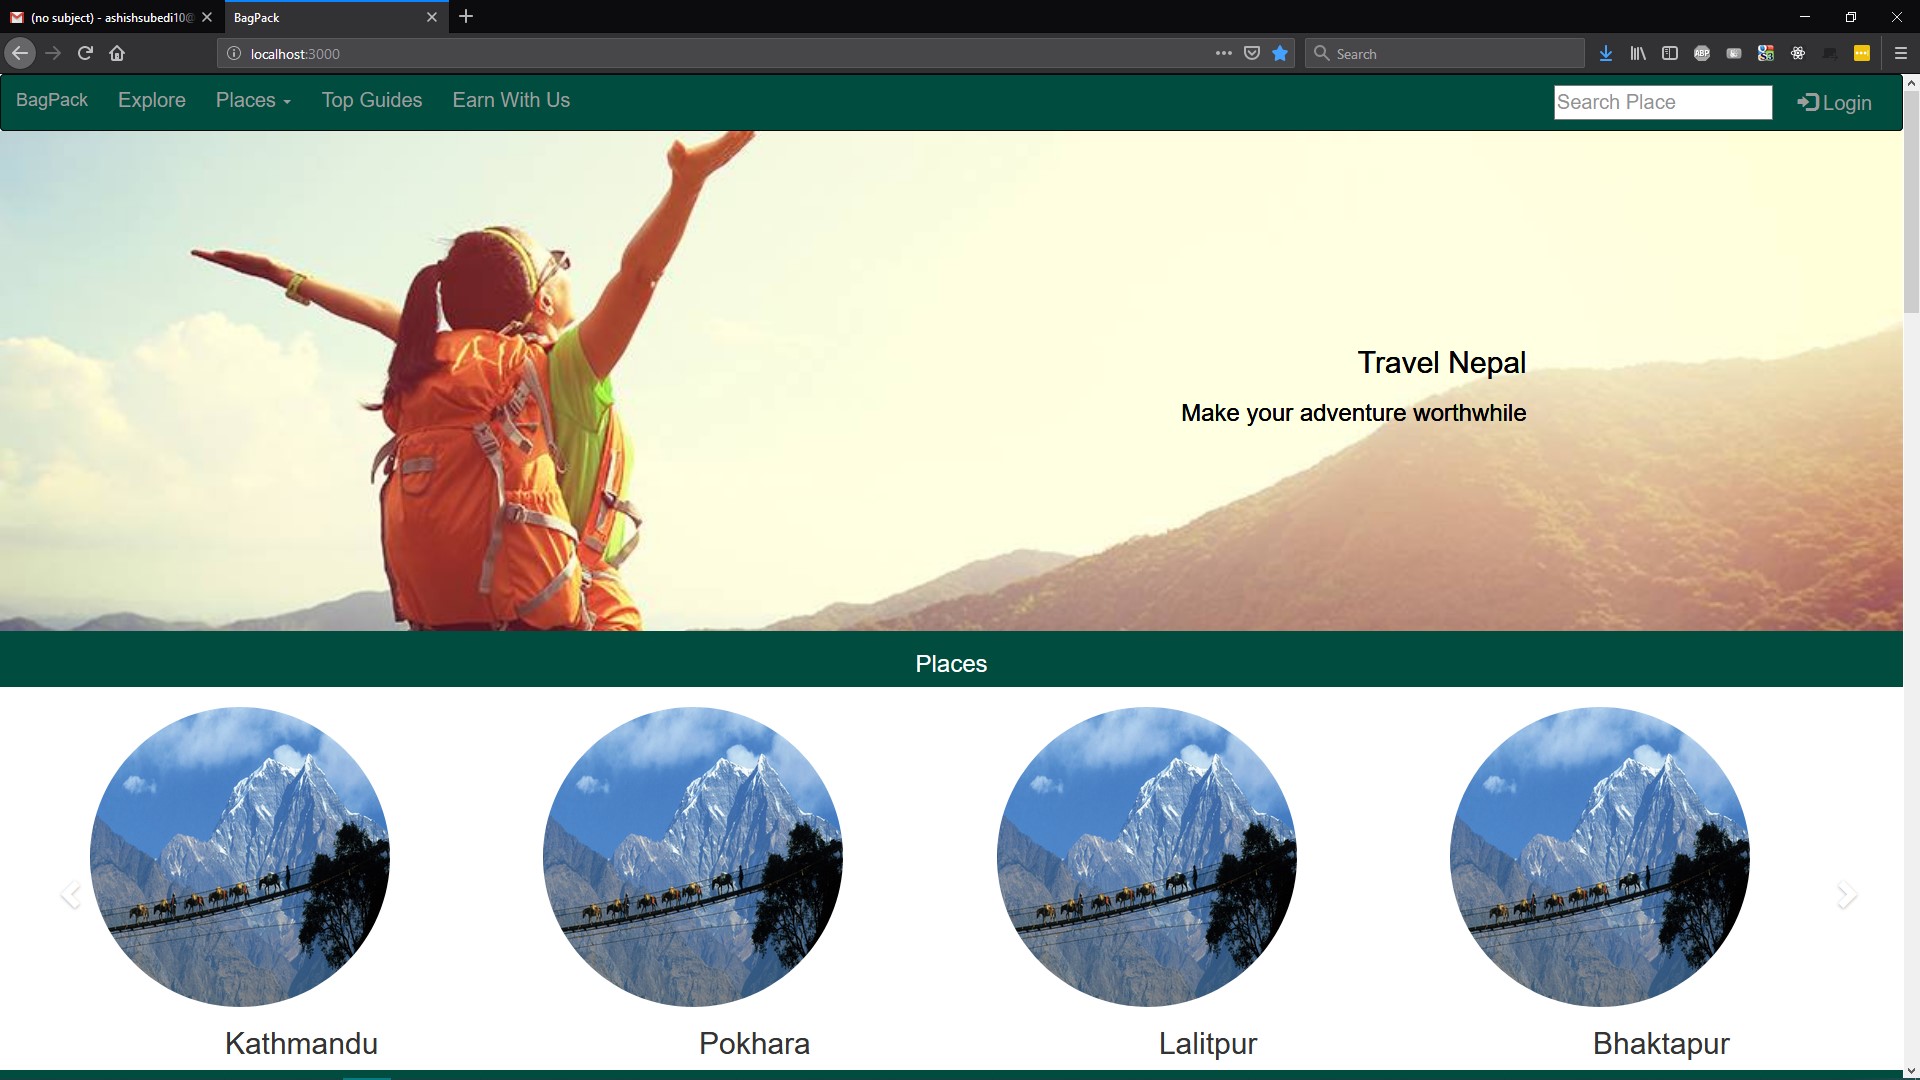 (no subject) - ashishsubedi10@
BagPack
localhost:3000
Search
BagPack Explore Places Top Guides Earn With Us
Search Place
Login
Travel Nepal
Make your adventure worthwhile
Places
Kathmandu
Pokhara
Lalitpur
Bhaktapur